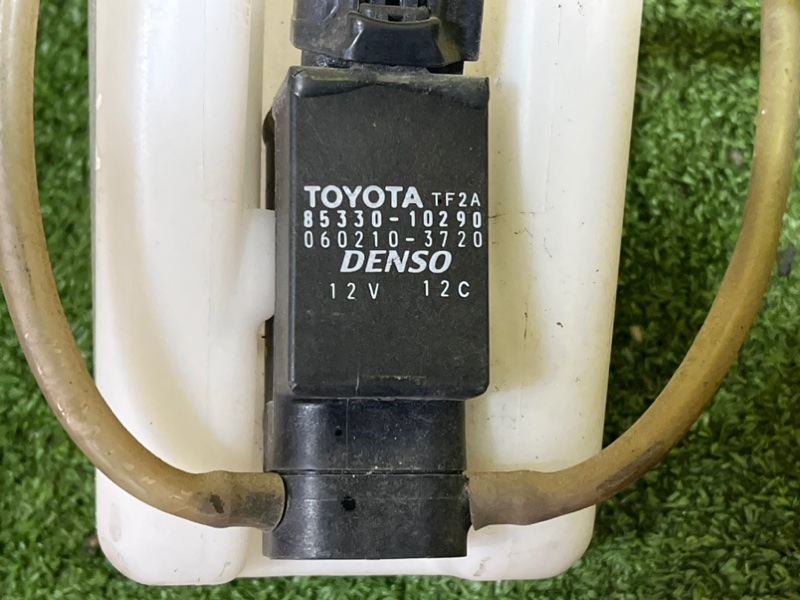 TOYOTA TF2A
85330-10290
060210-3720
DENSO
12V 12C